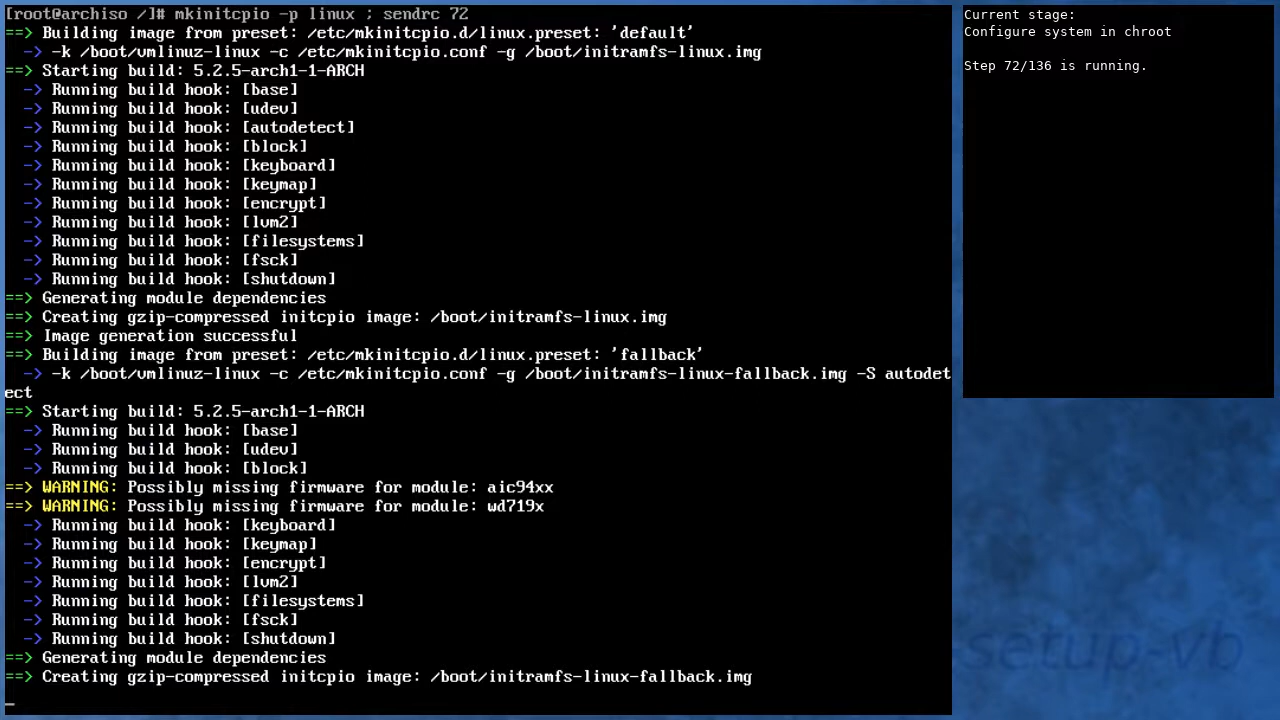 [root@archiso /]# mkinitcpio -p linux ; sendrc 72
==> Building image from preset: /etc/mkinitcpio.d/linux.preset: 'default'
  -> -k /boot/vmlinuz-linux -c /etc/mkinitcpio.conf -g /boot/initramfs-linux.img
==> Starting build: 5.2.5-arch1-1-ARCH
  -> Running build hook: [base]
  -> Running build hook: [udev]
  -> Running build hook: [autodetect]
  -> Running build hook: [block]
  -> Running build hook: [keyboard]
  -> Running build hook: [keymap]
  -> Running build hook: [encrypt]
  -> Running build hook: [lvm2]
  -> Running build hook: [filesystems]
  -> Running build hook: [fsck]
  -> Running build hook: [shutdown]
==> Generating module dependencies
==> Creating gzip-compressed initcpio image: /boot/initramfs-linux.img
==> Image generation successful
==> Building image from preset: /etc/mkinitcpio.d/linux.preset: 'fallback'
  -> -k /boot/vmlinuz-linux -c /etc/mkinitcpio.conf -g /boot/initramfs-linux-fallback.img -S autodet
ect
==> Starting build: 5.2.5-arch1-1-ARCH
  -> Running build hook: [base]
  -> Running build hook: [udev]
  -> Running build hook: [block]
==> WARNING: Possibly missing firmware for module: aic94xx
==> WARNING: Possibly missing firmware for module: wd719x
  -> Running build hook: [keyboard]
  -> Running build hook: [keymap]
  -> Running build hook: [encrypt]
  -> Running build hook: [lvm2]
  -> Running build hook: [filesystems]
  -> Running build hook: [fsck]
  -> Running build hook: [shutdown]
==> Generating module dependencies
==> Creating gzip-compressed initcpio image: /boot/initramfs-linux-fallback.img
_
Current stage:
Configure system in chroot
Step 72/136 is running.
setup-vb